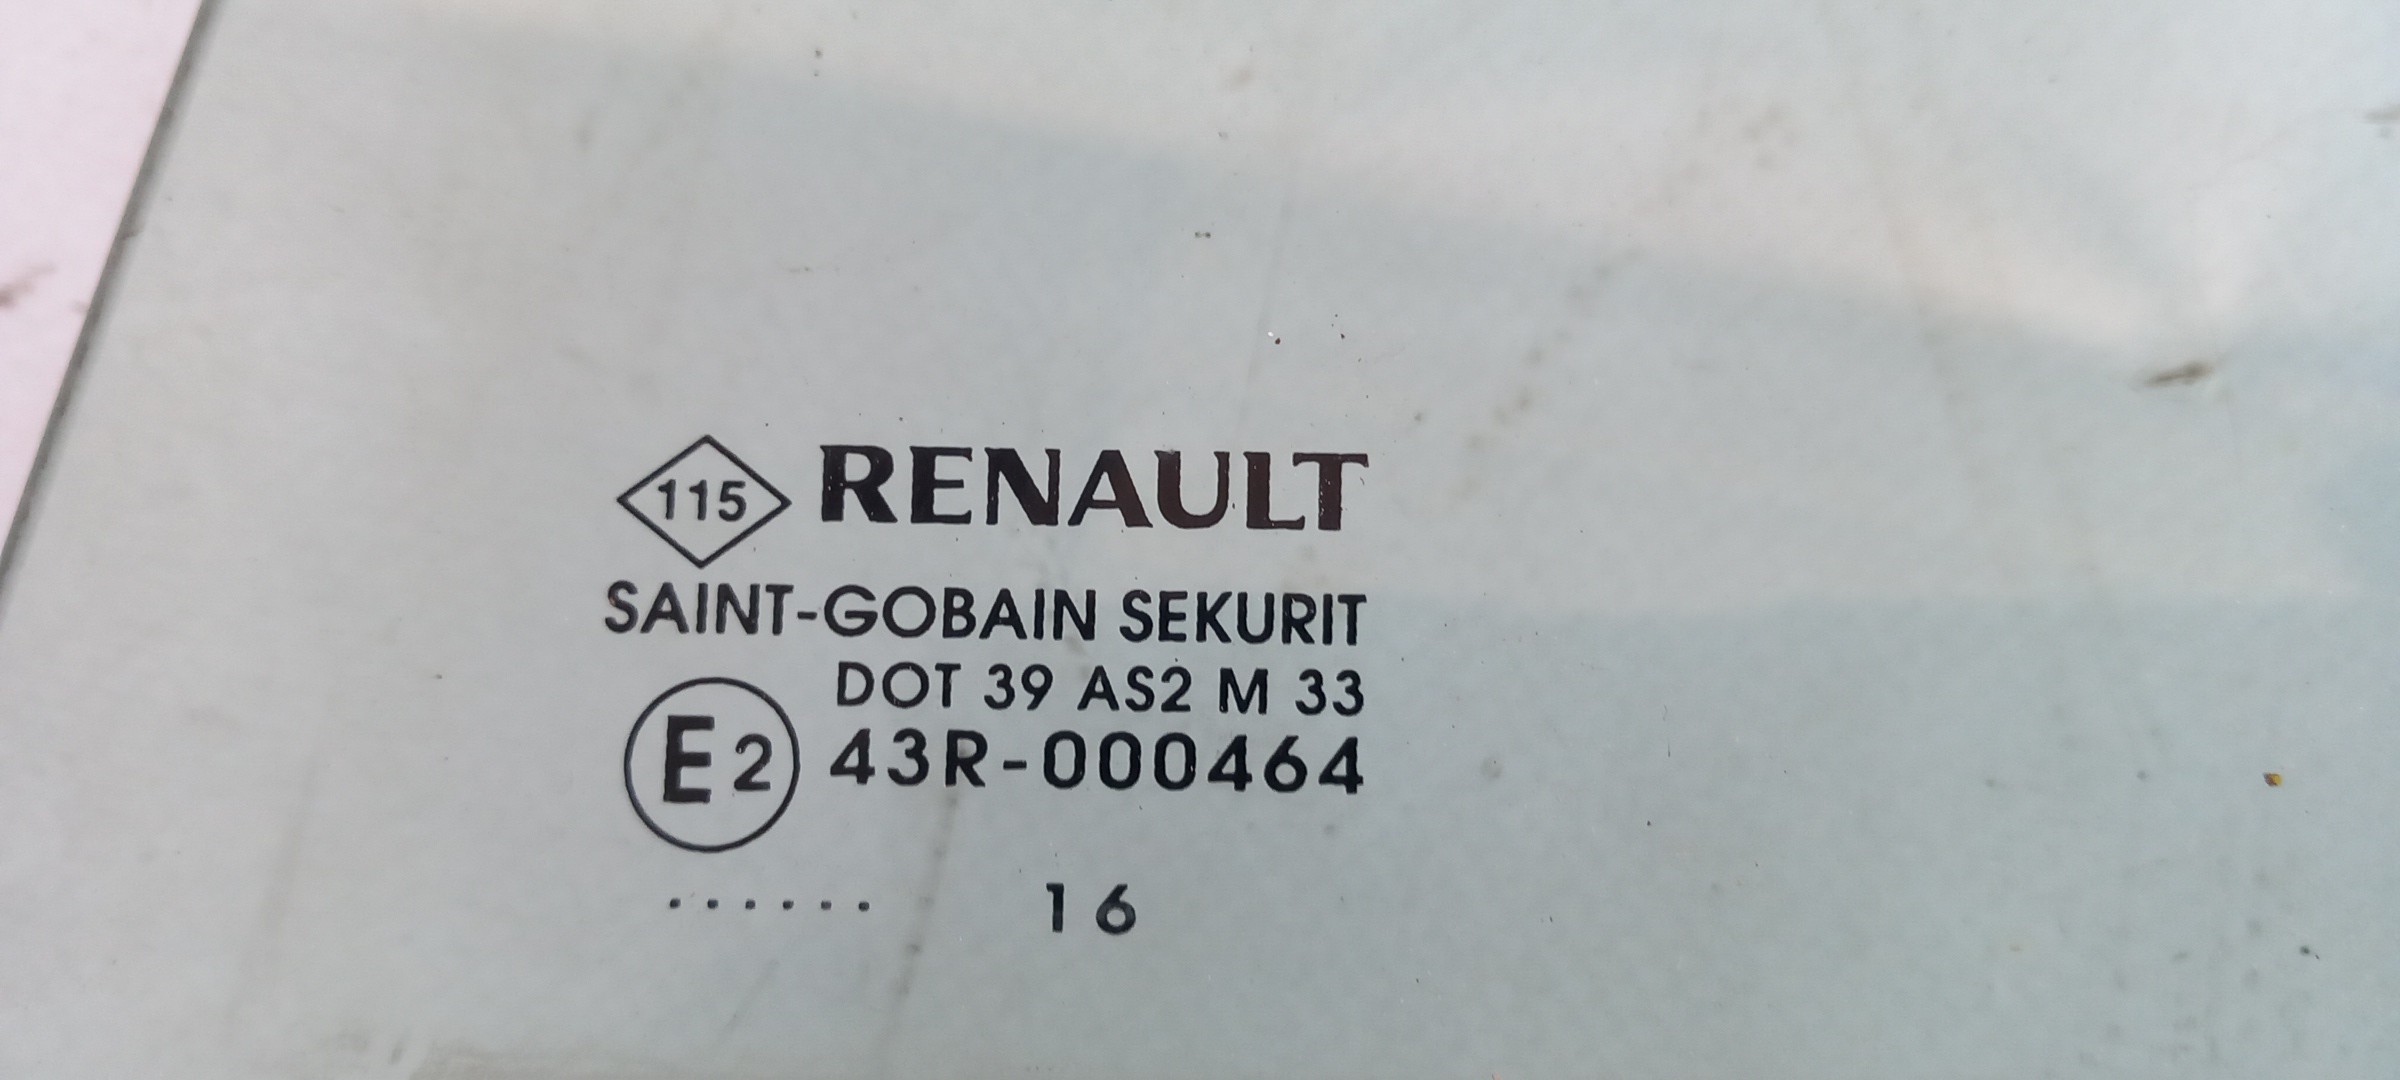 115 RENAULT
SAINT-GOBAIN SEKURIT
DOT 39 AS2 M 33
E2 43R-000464
...... 16